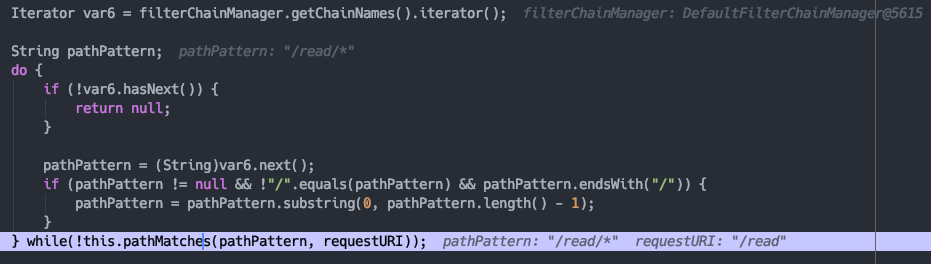 Iterator var6 = filterChainManager.getChainNames().iterator();  filterChainManager: DefaultFilterChainManager@5615
String pathPattern;  pathPattern: "/read/*"
do {
if (!var6.hasNext()) {
return null;
}
pathPattern = (String)var6.next();
if (pathPattern != null && !"/".equals(pathPattern) && pathPattern.endsWith("/")) {
pathPattern = pathPattern.substring(0, pathPattern.length() - 1);
}
} while(!this.pathMatches(pathPattern, requestURI));  pathPattern: "/read/*"  requestURI: "/read"